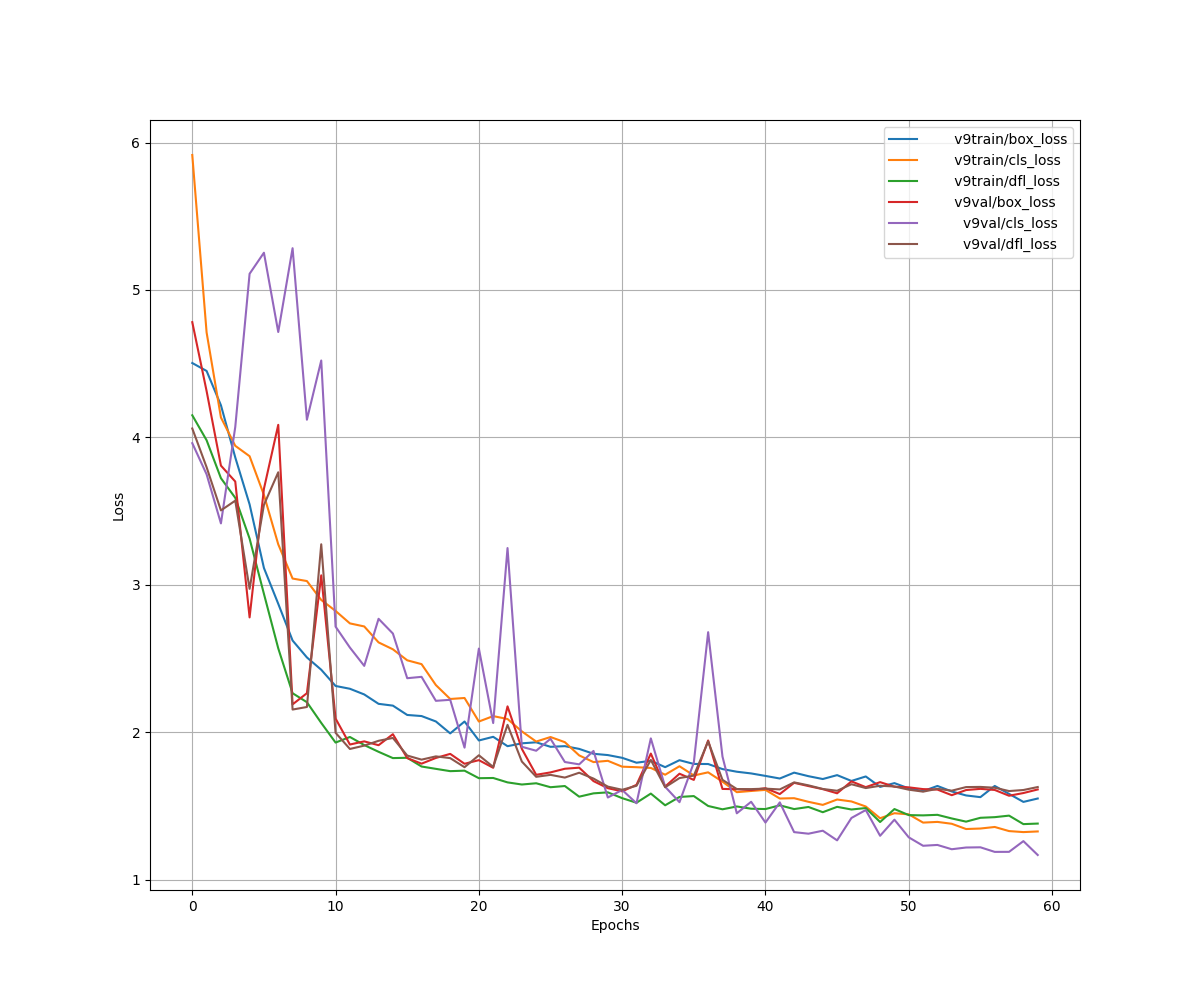 6
5
4
3
2
1
Loss
0 10 20 30 40 50 60
Epochs
v9train/box_loss
v9train/cls_loss
v9train/dfl_loss
v9val/box_loss
v9val/cls_loss
v9val/dfl_loss